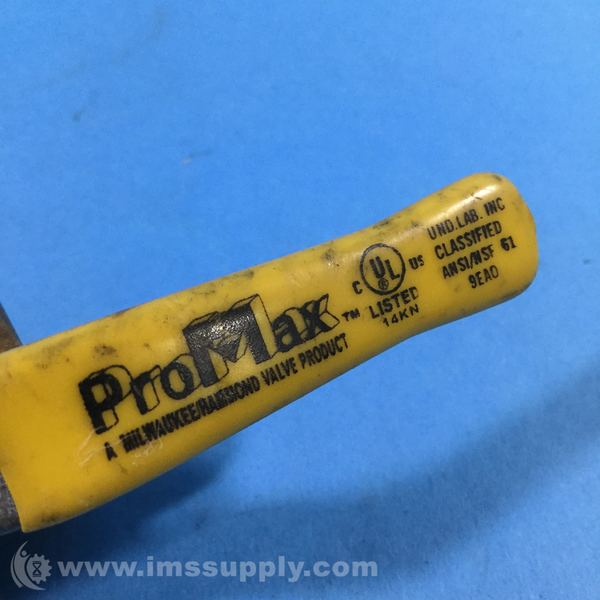 ProMax™
A MILWAUKEE/HAMMOND VALVE PRODUCT
C UL US
®
LISTED
14KN
UND.LAB. INC
CLASSIFIED
ANSI/NSF 61
9EA0
www.imssupply.com